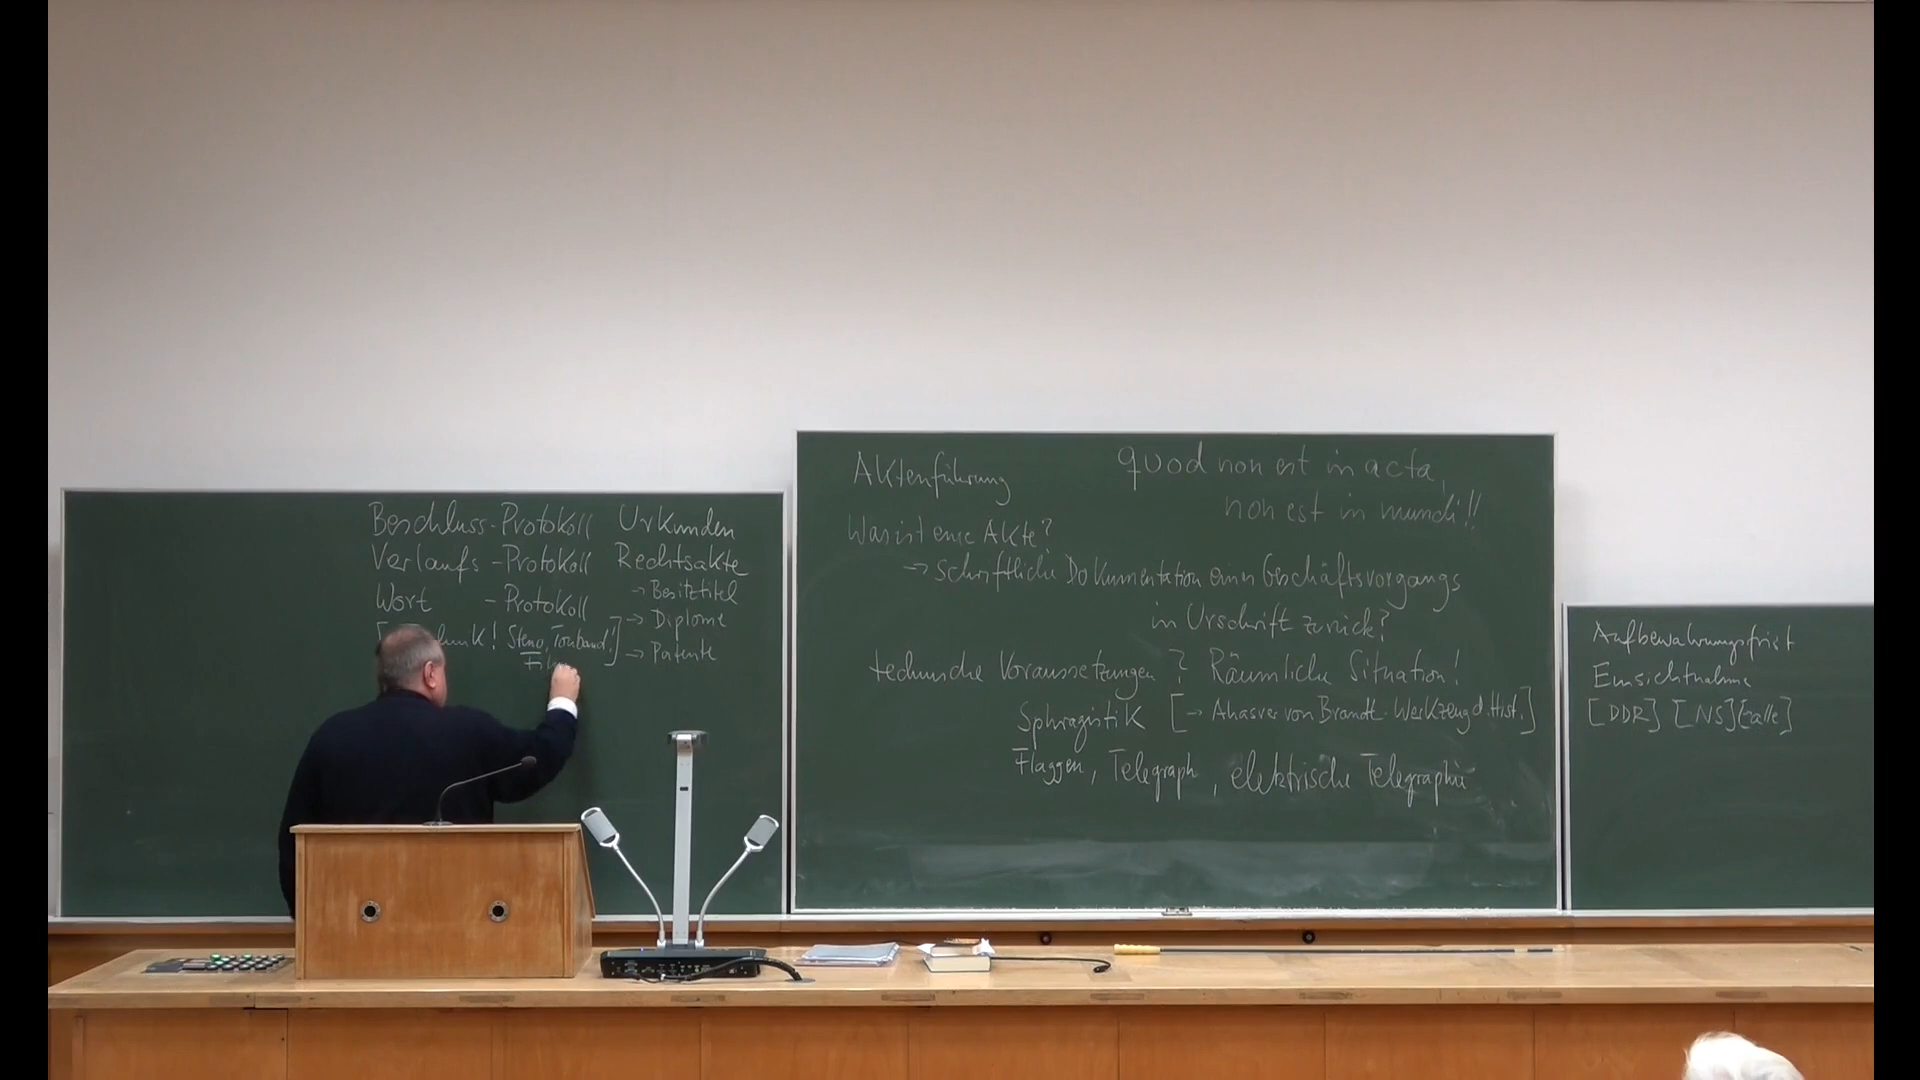 Beschluss-Protokoll
Verlaufs-Protokoll
Wort - Protokoll
! Steno, Tonband!]
Urkunden
Rechtsakte
→ Besitztitel
→ Diplome
→ Patente
Aktenführung
quod non est in acta,
non est in mundi!!
Was ist eine Akte?
→ Schriftliche Dokumentation eines Geschäftsvorgangs
in Urschrift zurück?
technische Voraussetzungen? Räumliche Situation!
Sphragistik [→ Ahasver von Brandt. Werkzeug d. Hist.]
Flaggen, Telegraph, elektrische Telegraphie
Aufbewahrungsfrist
Einsichtnahme
[DDR] [NS]